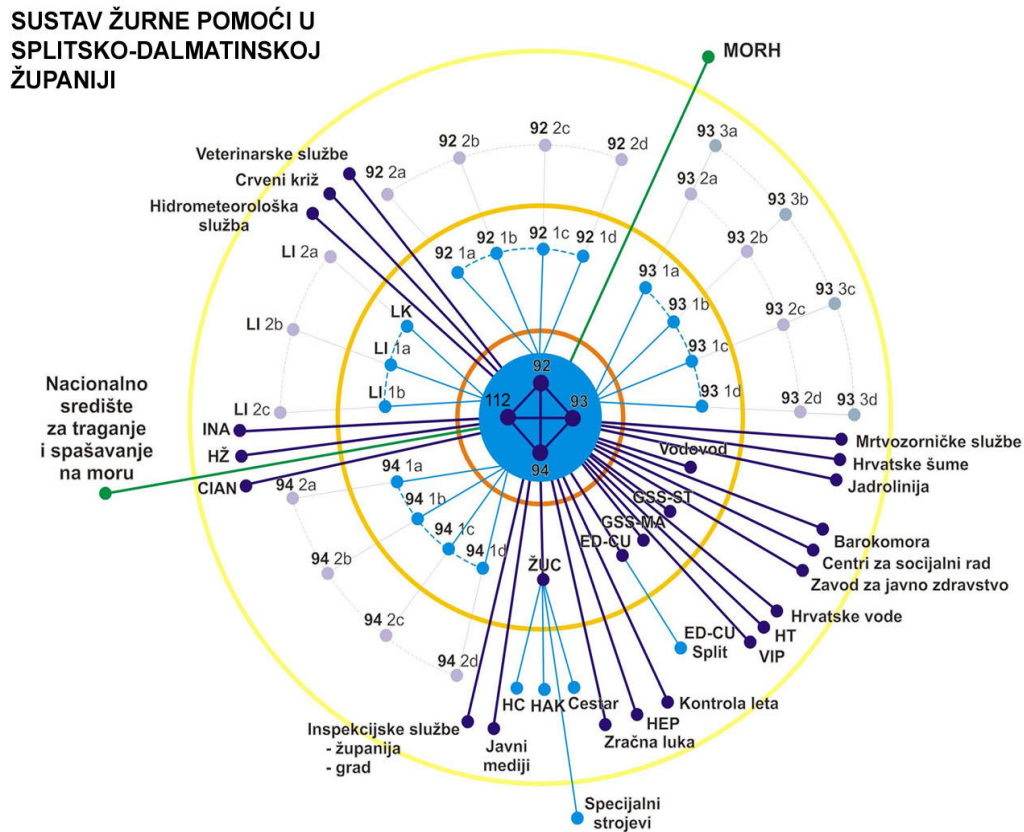 SUSTAV ŽURNE POMOĆI U
SPLITSKO-DALMATINSKOJ
ŽUPANIJI
MORH
92 2a
92 2b
92 2c
92 2d
93 3a
93 2a
93 3b
93 2b
93 3c
93 2c
93 3d
93 2d
Veterinarske službe
Crveni križ
Hidrometeorološka
služba
92 1a
92 1b
92 1c
92 1d
93 1a
93 1b
93 1c
93 1d
LI 2a
LI 2b
LI 2c
LK
LI 1a
LI 1b
92
112
93
94
Nacionalno
središte
za traganje
i spašavanje
na moru
INA
HŽ
CIAN
94 2a
94 2b
94 2c
94 2d
94 1a
94 1b
94 1c
94 1d
Vodovod
GSS-ST
GSS-MA
ED-CU
ŽUC
Mrtvozorničke službe
Hrvatske šume
Jadrolinija
Barokomora
Centri za socijalni rad
Zavod za javno zdravstvo
Hrvatske vode
HT
VIP
ED-CU
Split
Kontrola leta
HEP
Zračna luka
HC
HAK
Cestar
Inspekcijske službe
- županija
- grad
Javni
mediji
Specijalni
strojevi